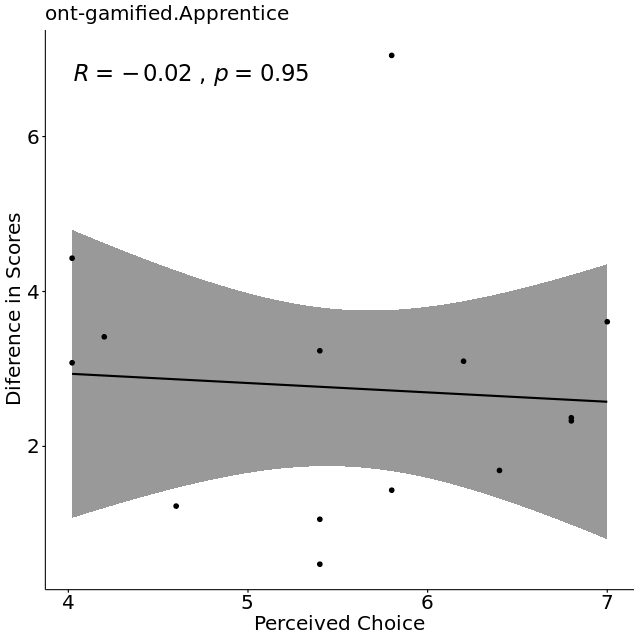 ont-gamified.Apprentice
R = −0.02 , p = 0.95
6
4
2
Diference in Scores
4 5 6 7
Perceived Choice